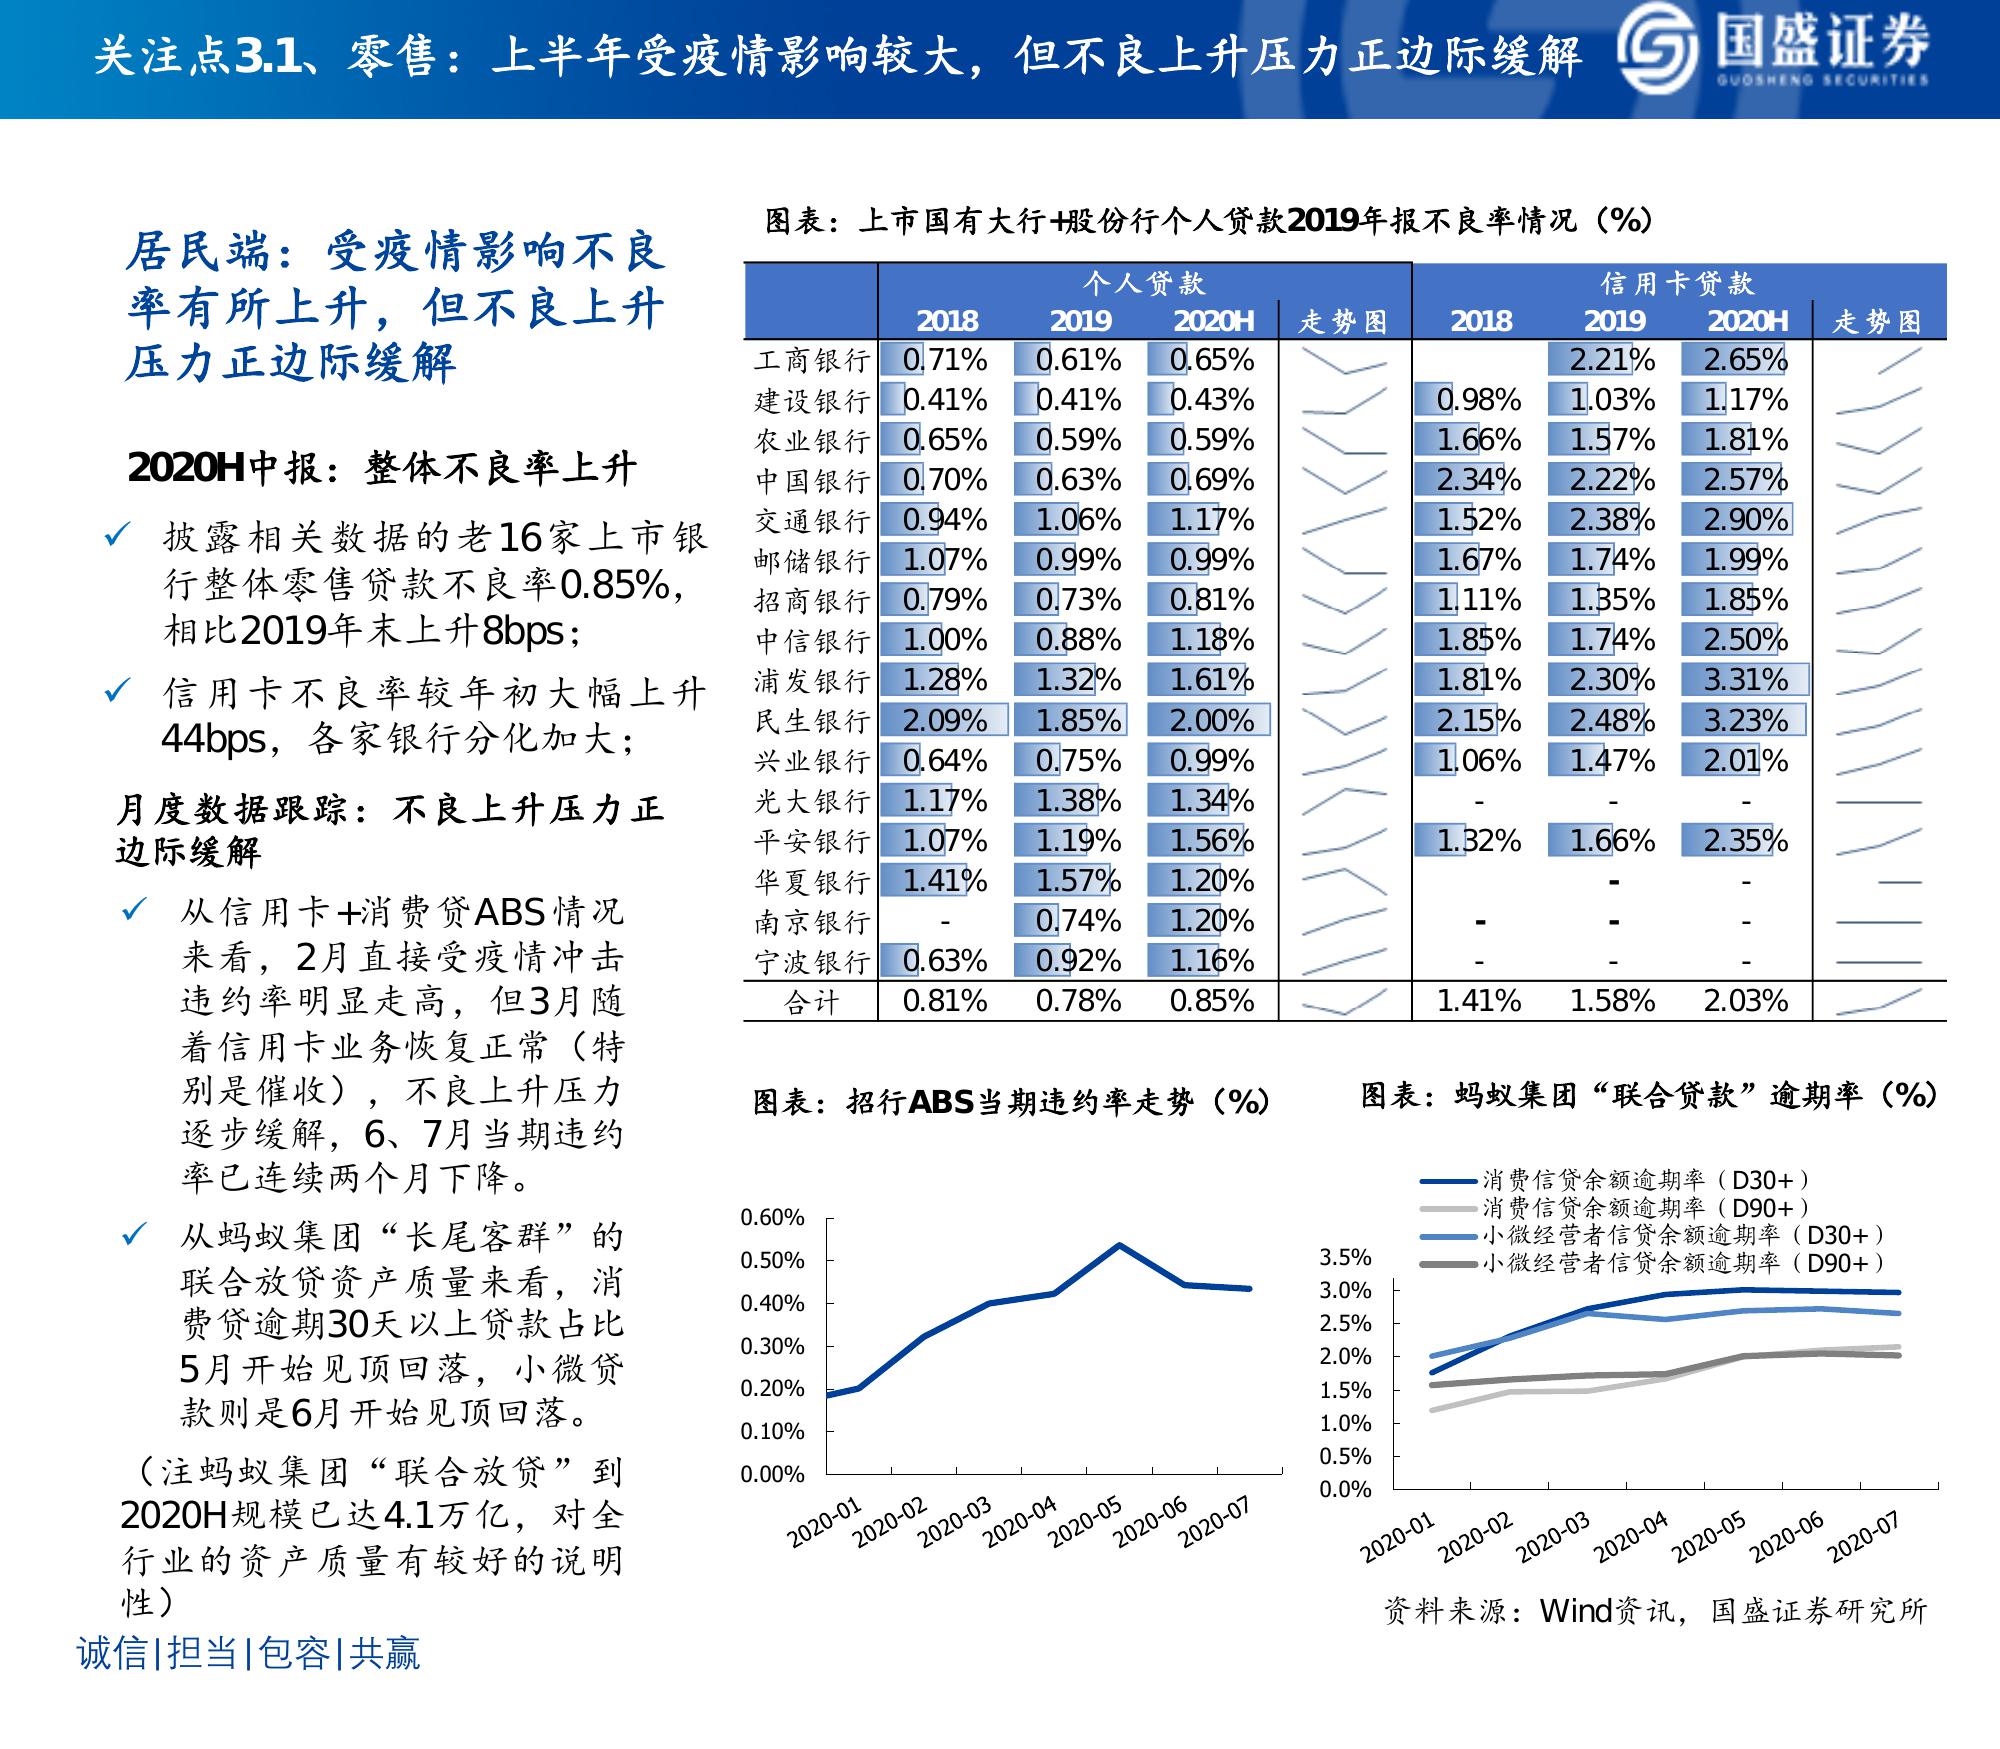 关注点3.1、零售：上半年受疫情影响较大，但不良上升压力正边际缓解
国盛证券
GUOSHENG SECURITIES
居民端：受疫情影响不良
率有所上升，但不良上升
压力正边际缓解
2020H中报：整体不良率上升
✓ 披露相关数据的老16家上市银
行整体零售贷款不良率0.85%，
相比2019年末上升8bps；
✓ 信用卡不良率较年初大幅上升
44bps，各家银行分化加大；
月度数据跟踪：不良上升压力正
边际缓解
✓ 从信用卡+消费贷ABS情况
来看，2月直接受疫情冲击
违约率明显走高，但3月随
着信用卡业务恢复正常（特
别是催收），不良上升压力
逐步缓解，6、7月当期违约
率已连续两个月下降。
✓ 从蚂蚁集团“长尾客群”的
联合放贷资产质量来看，消
费贷逾期30天以上贷款占比
5月开始见顶回落，小微贷
款则是6月开始见顶回落。
（注蚂蚁集团“联合放贷”到
2020H规模已达4.1万亿，对全
行业的资产质量有较好的说明
性）
图表：上市国有大行+股份行个人贷款2019年报不良率情况（%）
个人贷款 信用卡贷款
2018 2019 2020H 走势图 2018 2019 2020H 走势图
工商银行 0.71% 0.61% 0.65% 2.21% 2.65%
建设银行 0.41% 0.41% 0.43% 0.98% 1.03% 1.17%
农业银行 0.65% 0.59% 0.59% 1.66% 1.57% 1.81%
中国银行 0.70% 0.63% 0.69% 2.34% 2.22% 2.57%
交通银行 0.94% 1.06% 1.17% 1.52% 2.38% 2.90%
邮储银行 1.07% 0.99% 0.99% 1.67% 1.74% 1.99%
招商银行 0.79% 0.73% 0.81% 1.11% 1.35% 1.85%
中信银行 1.00% 0.88% 1.18% 1.85% 1.74% 2.50%
浦发银行 1.28% 1.32% 1.61% 1.81% 2.30% 3.31%
民生银行 2.09% 1.85% 2.00% 2.15% 2.48% 3.23%
兴业银行 0.64% 0.75% 0.99% 1.06% 1.47% 2.01%
光大银行 1.17% 1.38% 1.34% - - -
平安银行 1.07% 1.19% 1.56% 1.32% 1.66% 2.35%
华夏银行 1.41% 1.57% 1.20% - -
南京银行 - 0.74% 1.20% - - -
宁波银行 0.63% 0.92% 1.16% - - -
合计 0.81% 0.78% 0.85% 1.41% 1.58% 2.03%
图表：招行ABS当期违约率走势（%）
0.60%
0.50%
0.40%
0.30%
0.20%
0.10%
0.00%
2020-01 2020-02 2020-03 2020-04 2020-05 2020-06 2020-07
图表：蚂蚁集团“联合贷款”逾期率（%）
消费信贷余额逾期率（D30+）
消费信贷余额逾期率（D90+）
小微经营者信贷余额逾期率（D30+）
小微经营者信贷余额逾期率（D90+）
3.5%
3.0%
2.5%
2.0%
1.5%
1.0%
0.5%
0.0%
2020-01 2020-02 2020-03 2020-04 2020-05 2020-06 2020-07
资料来源：Wind资讯，国盛证券研究所
诚信|担当|包容|共赢